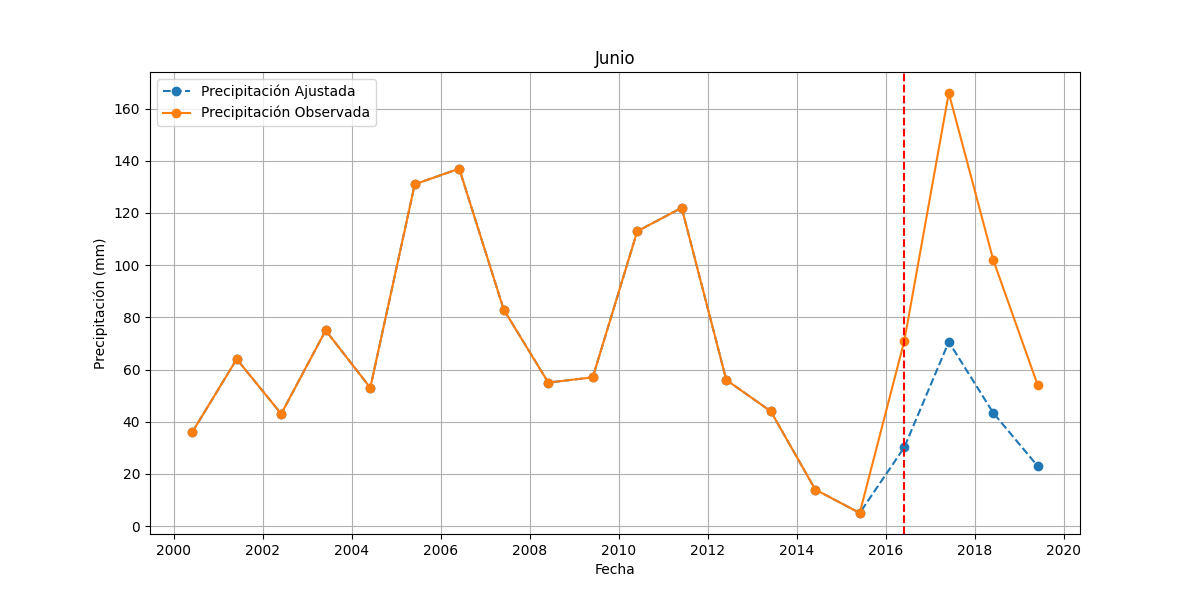 Junio
Precipitación Ajustada
Precipitación Observada
Precipitación (mm)
160
140
120
100
80
60
40
20
0
2000 2002 2004 2006 2008 2010 2012 2014 2016 2018 2020
Fecha